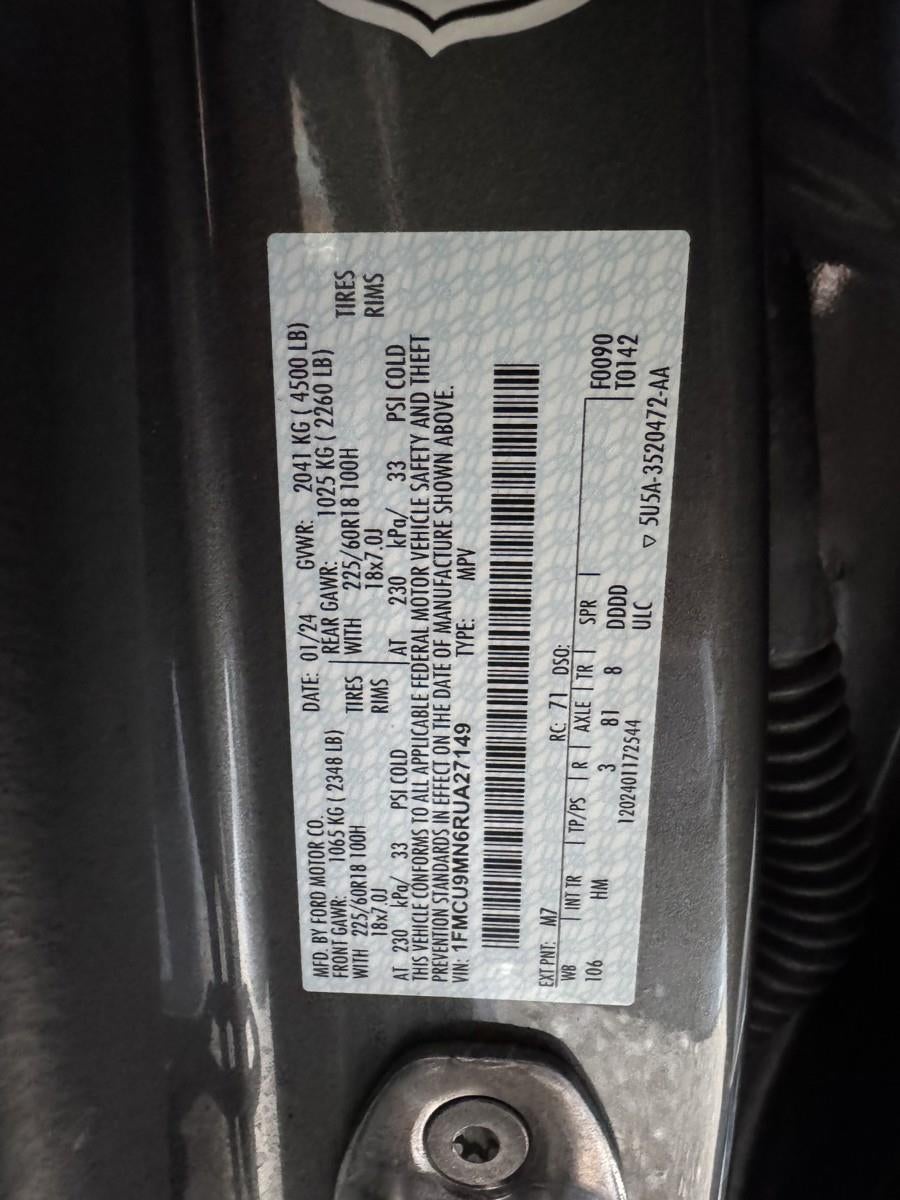 MFD. BY FORD MOTOR CO.
DATE: 01/24 GVWR: 2041 KG ( 4500 LB)
FRONT GAWR: 1065 KG ( 2348 LB) REAR GAWR: 1025 KG ( 2260 LB)
WITH 225/60R18 100H TIRES WITH 225/60R18 100H TIRES
18x7.0J RIMS 18x7.0J RIMS
AT 230 kPa/ 33 PSI COLD AT 230 kPa/ 33 PSI COLD
THIS VEHICLE CONFORMS TO ALL APPLICABLE FEDERAL MOTOR VEHICLE SAFETY AND THEFT
PREVENTION STANDARDS IN EFFECT ON THE DATE OF MANUFACTURE SHOWN ABOVE.
VIN: 1FMCU9MN6RUA27149 TYPE: MPV
EXT PNT: M7 RC: 71 DSO:
WB INT TR TP/PS R AXLE TR SPR F0090
106 HM 3 81 8 DDDD T0142
1202401172544 ULC
▽ 5U5A-3520472-AA